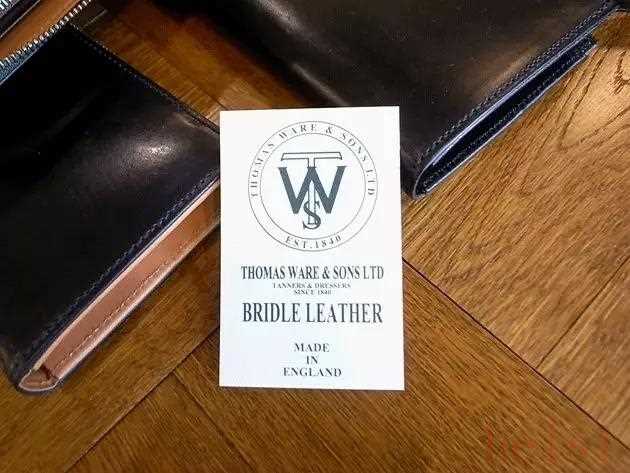 THOMAS WARE & SONS LTD
TWS
EST.1840
THOMAS WARE & SONS LTD
TANNERS & DRESSERS
SINCE 1840
BRIDLE LEATHER
MADE
IN
ENGLAND